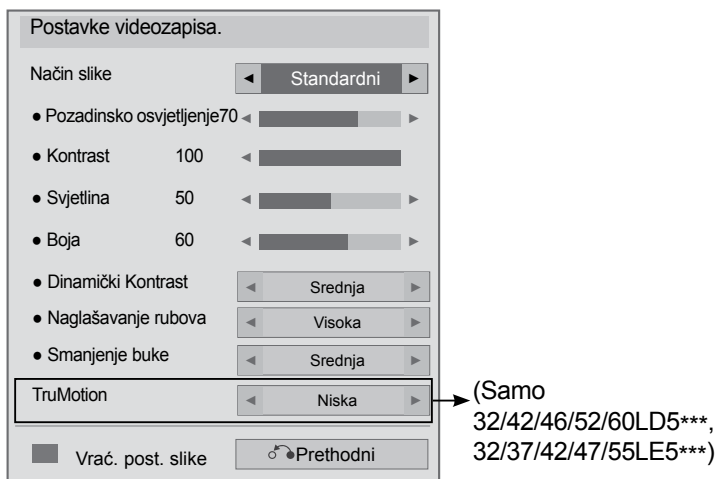 Postavke videozapisa.
Način slike ◄ Standardni ►
● Pozadinsko osvjetljenje70 ◄ ►
● Kontrast 100 ◄
● Svjetlina 50 ◄ ►
● Boja 60 ◄ ►
● Dinamički Kontrast ◄ Srednja ►
● Naglašavanje rubova ◄ Visoka ►
● Smanjenje buke ◄ Srednja ►
TruMotion ◄ Niska ►
(Samo
32/42/46/52/60LD5***,
32/37/42/47/55LE5***)
Vrać. post. slike Prethodni